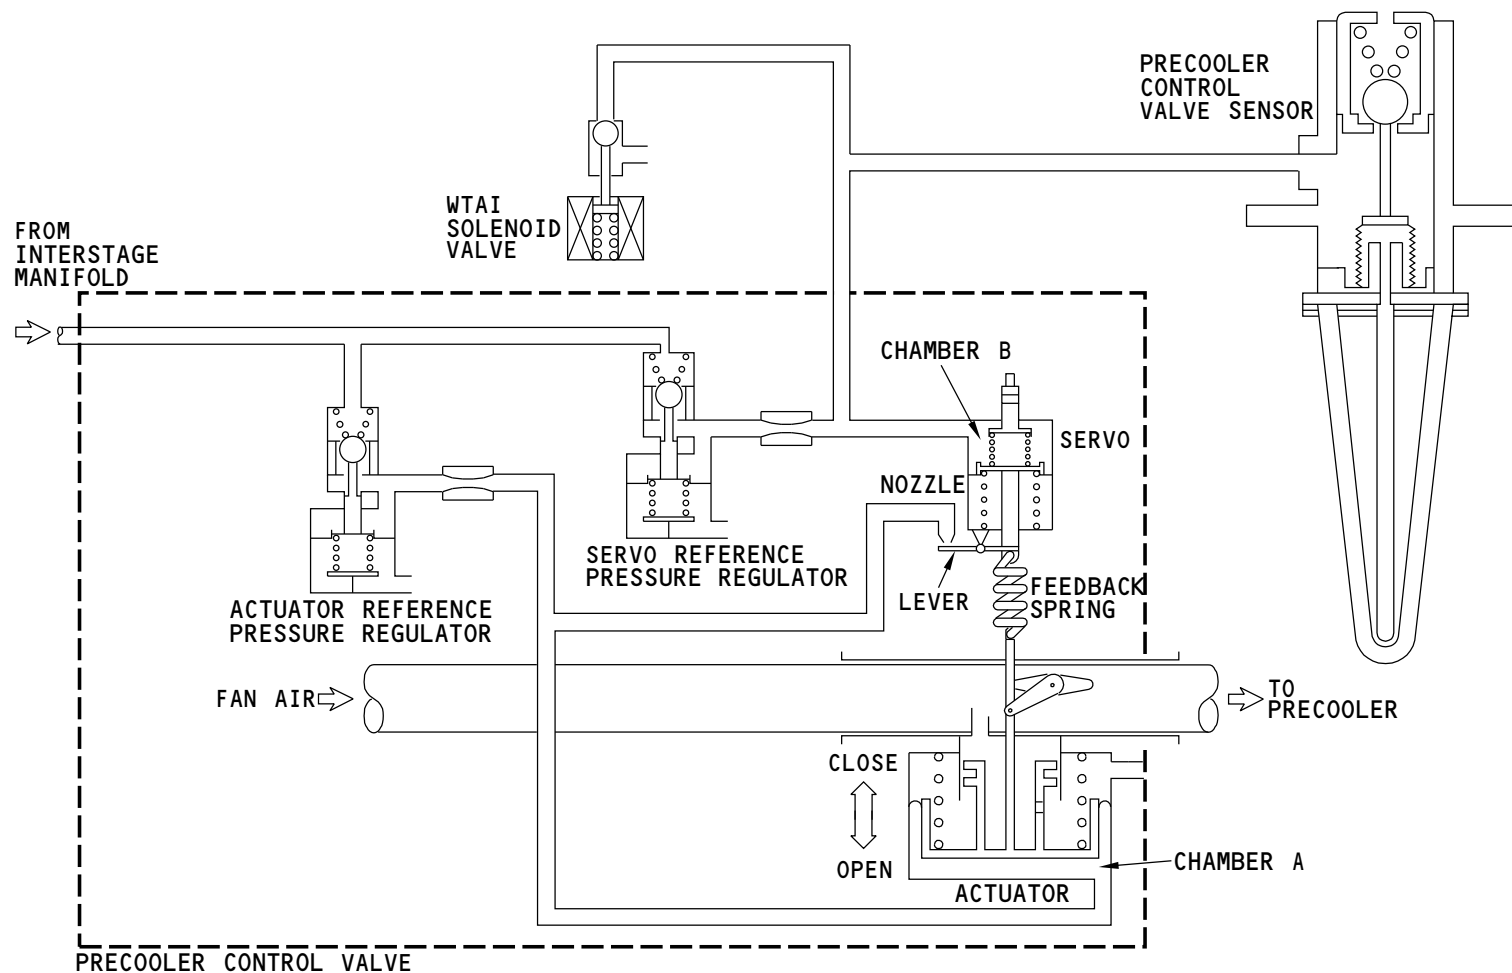 PRECOOLER
CONTROL
VALVE SENSOR
WTAI
SOLENOID
VALVE
FROM
INTERSTAGE
MANIFOLD
CHAMBER B
SERVO
NOZZLE
SERVO REFERENCE
PRESSURE REGULATOR
LEVER
FEEDBACK
SPRING
ACTUATOR REFERENCE
PRESSURE REGULATOR
FAN AIR
TO
PRECOOLER
CLOSE
OPEN
CHAMBER A
ACTUATOR
PRECOOLER CONTROL VALVE